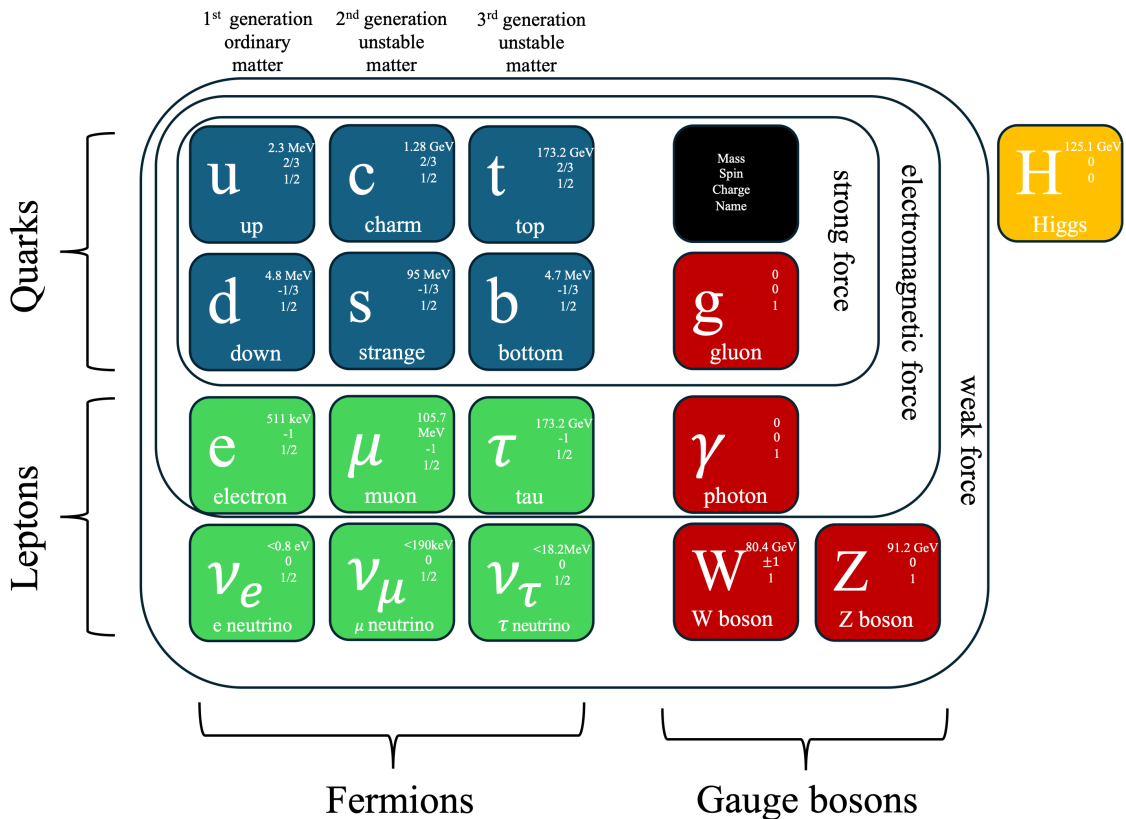 1st generation
ordinary
matter
2nd generation
unstable
matter
3rd generation
unstable
matter
Quarks
Leptons
u
2.3 MeV
2/3
1/2
up
c
1.28 GeV
2/3
1/2
charm
t
173.2 GeV
2/3
1/2
top
Mass
Spin
Charge
Name
H
125.1 GeV
0
0
Higgs
d
4.8 MeV
-1/3
1/2
down
s
95 MeV
-1/3
1/2
strange
b
4.7 MeV
-1/3
1/2
bottom
g
0
0
1
gluon
strong force
electromagnetic force
weak force
e
511 keV
-1
1/2
electron
μ
105.7
MeV
-1
1/2
muon
τ
173.2 GeV
-1
1/2
tau
γ
0
0
1
photon
νe
<0.8 eV
0
1/2
e neutrino
νμ
<190keV
0
1/2
μ neutrino
ντ
<18.2MeV
0
1/2
τ neutrino
W
80.4 GeV
±1
1
W boson
Z
91.2 GeV
0
1
Z boson
Fermions
Gauge bosons